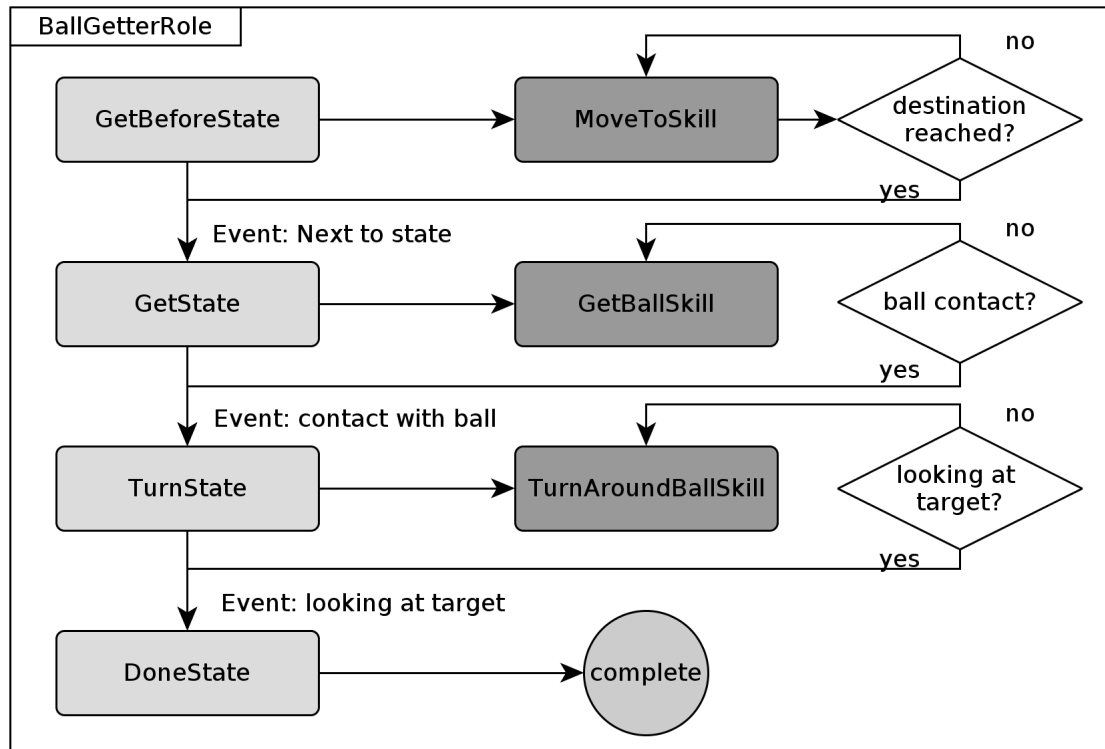 BallGetterRole
no
GetBeforeState
MoveToSkill
destination
reached?
yes
Event: Next to state
no
GetState
GetBallSkill
ball contact?
yes
Event: contact with ball
no
TurnState
TurnAroundBallSkill
looking at
target?
yes
Event: looking at target
DoneState
complete